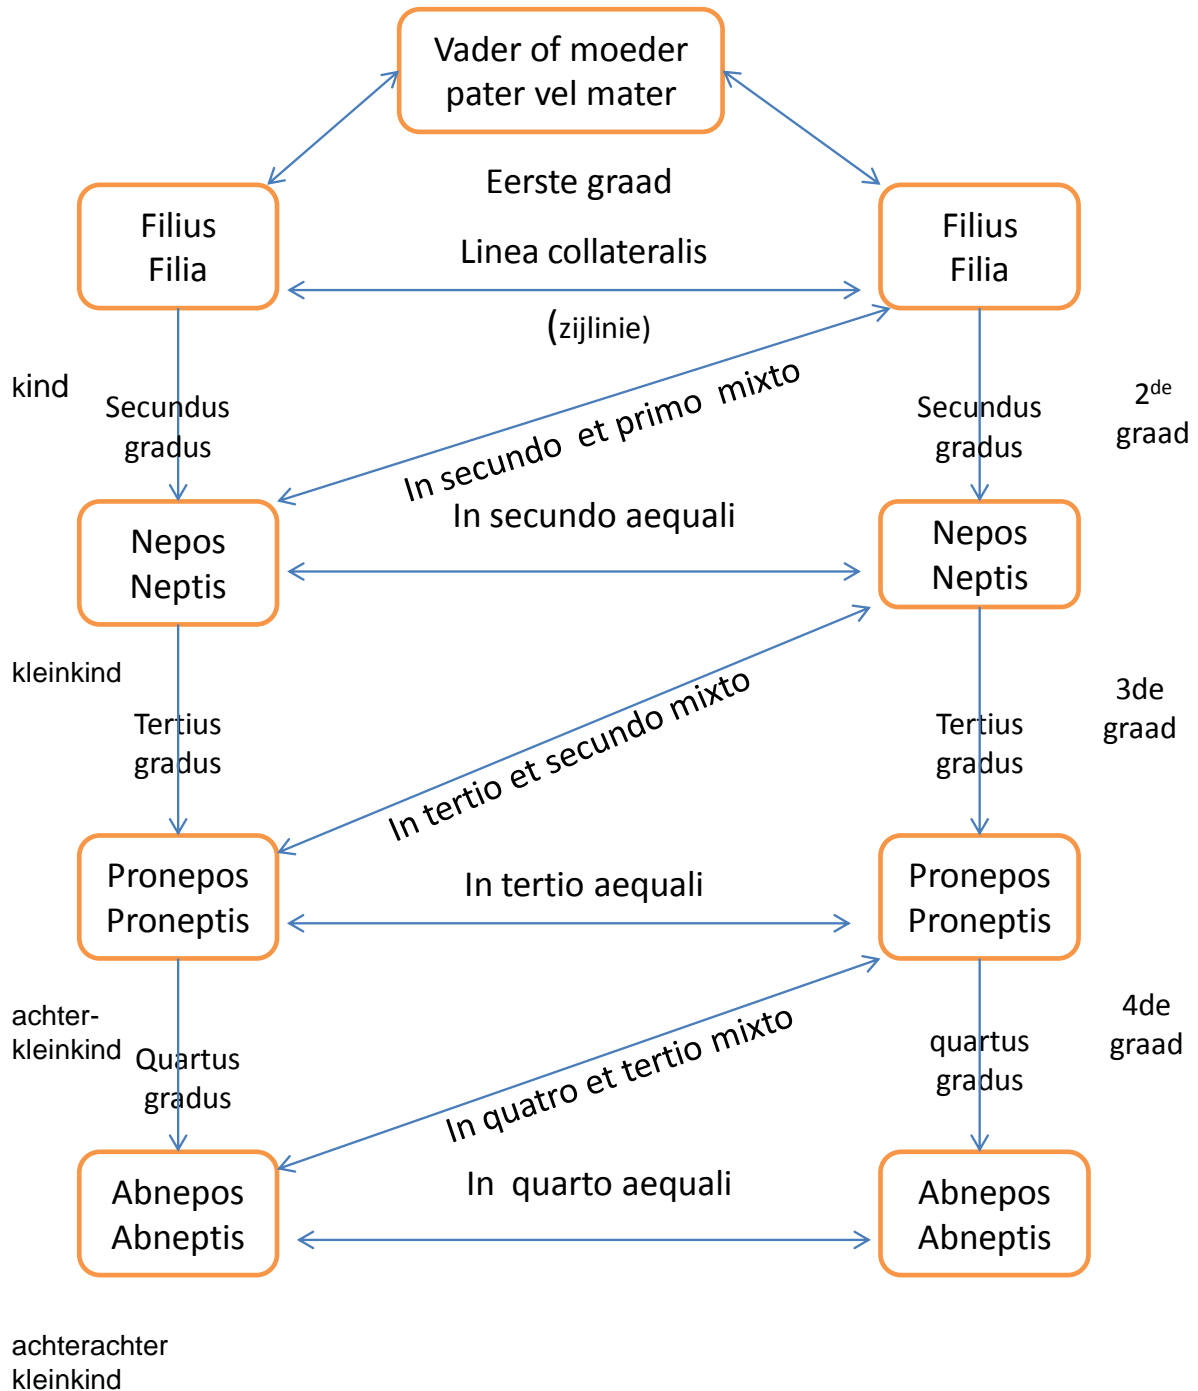 Vader of moeder
pater vel mater
Eerste graad
Filius
Filia
Linea collateralis
Filius
Filia
(zijlinie)
kind
Secundus
gradus
In secundo et primo mixto
Secundus
gradus
2de
graad
Nepos
Neptis
In secundo aequali
Nepos
Neptis
kleinkind
Tertius
gradus
In tertio et secundo mixto
Tertius
gradus
3de
graad
Pronepos
Proneptis
In tertio aequali
Pronepos
Proneptis
achter-
kleinkind
Quartus
gradus
In quatro et tertio mixto
quartus
gradus
4de
graad
Abnepos
Abneptis
In quarto aequali
Abnepos
Abneptis
achterachter
kleinkind